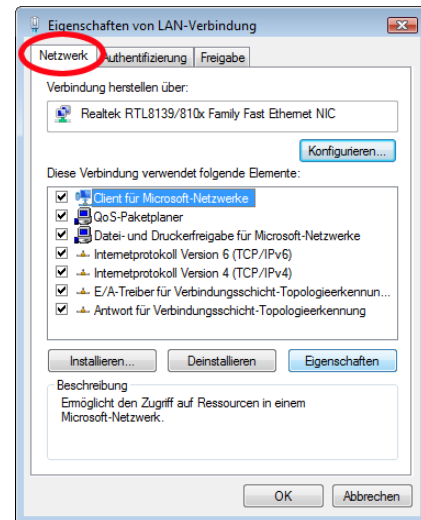 Eigenschaften von LAN-Verbindung
Netzwerk Authentifizierung Freigabe
Verbindung herstellen über:
Realtek RTL8139/810x Family Fast Ethernet NIC
Konfigurieren...
Diese Verbindung verwendet folgende Elemente:
Client für Microsoft-Netzwerke
QoS-Paketplaner
Datei- und Druckerfreigabe für Microsoft-Netzwerke
Internetprotokoll Version 6 (TCP/IPv6)
Internetprotokoll Version 4 (TCP/IPv4)
E/A-Treiber für Verbindungsschicht-Topologieerkennun...
Antwort für Verbindungsschicht-Topologieerkennung
Installieren... Deinstallieren Eigenschaften
Beschreibung
Ermöglicht den Zugriff auf Ressourcen in einem
Microsoft-Netzwerk.
OK Abbrechen